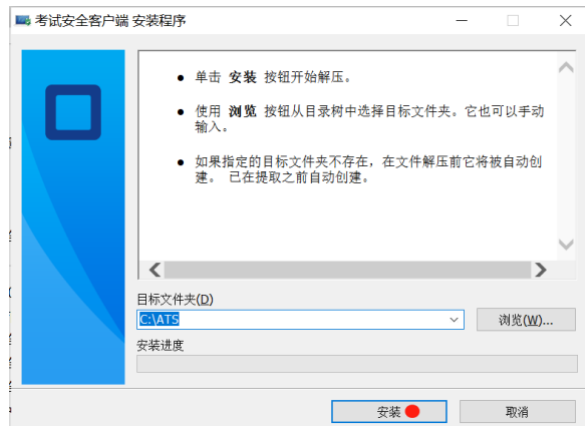 考试安全客户端 安装程序
● 单击 安装 按钮开始解压。
● 使用 浏览 按钮从目录树中选择目标文件夹。它也可以手动
输入。
● 如果指定的目标文件夹不存在，在文件解压前它将被自动创
建。 已在提取之前自动创建。
目标文件夹(D)
C:\ATS
浏览(W)...
安装进度
安装
取消